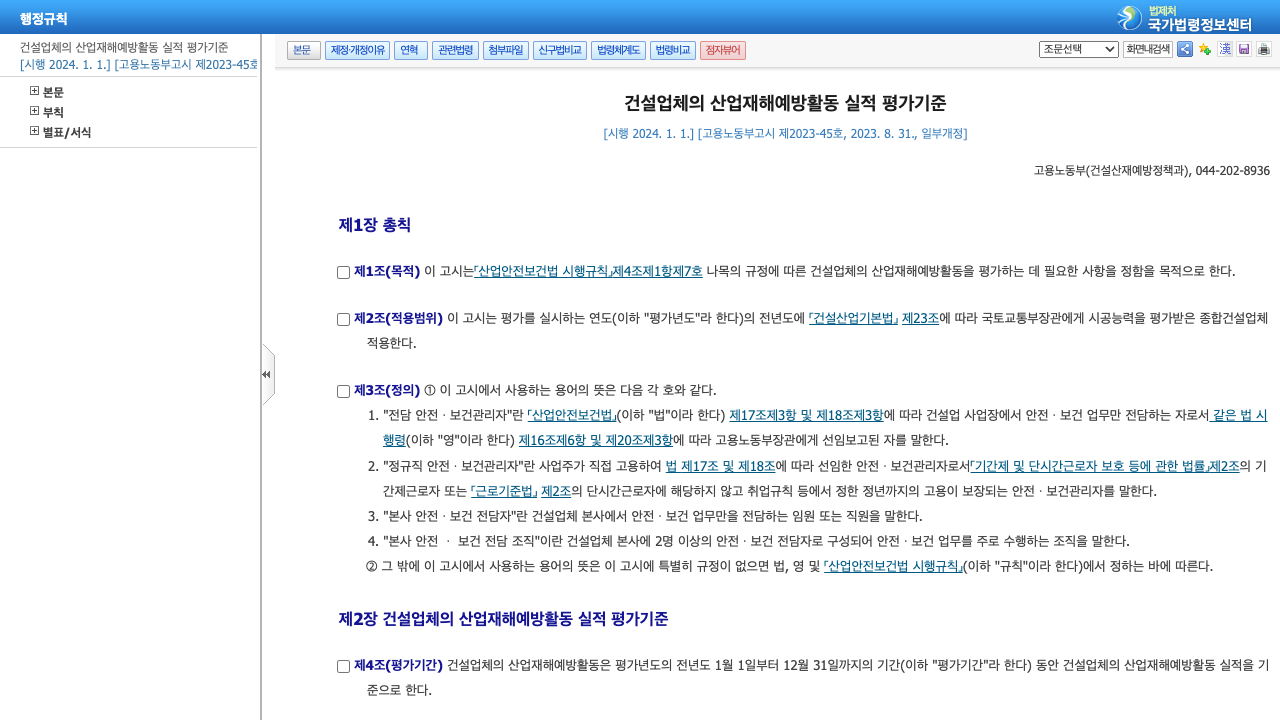 행정규칙
법제처
국가법령정보센터
건설업체의 산업재해예방활동 실적 평가기준
[시행 2024. 1. 1.] [고용노동부고시 제2023-45호
본문
부칙
별표/서식
본문 제정·개정이유 연혁 관련법령 첨부파일 신구법비교 법령체계도 법령비교 점자뷰어 조문선택 화면내검색
건설업체의 산업재해예방활동 실적 평가기준
[시행 2024. 1. 1.] [고용노동부고시 제2023-45호, 2023. 8. 31., 일부개정]
고용노동부(건설산재예방정책과), 044-202-8936
제1장 총칙
제1조(목적) 이 고시는「산업안전보건법 시행규칙」제4조제1항제7호 나목의 규정에 따른 건설업체의 산업재해예방활동을 평가하는 데 필요한 사항을 정함을 목적으로 한다.
제2조(적용범위) 이 고시는 평가를 실시하는 연도(이하 "평가년도"라 한다)의 전년도에 「건설산업기본법」 제23조에 따라 국토교통부장관에게 시공능력을 평가받은 종합건설업체
적용한다.
제3조(정의) ① 이 고시에서 사용하는 용어의 뜻은 다음 각 호와 같다.
1. "전담 안전ㆍ보건관리자"란 「산업안전보건법」(이하 "법"이라 한다) 제17조제3항 및 제18조제3항에 따라 건설업 사업장에서 안전ㆍ보건 업무만 전담하는 자로서 같은 법 시
행령(이하 "영"이라 한다) 제16조제6항 및 제20조제3항에 따라 고용노동부장관에게 선임보고된 자를 말한다.
2. "정규직 안전ㆍ보건관리자"란 사업주가 직접 고용하여 법 제17조 및 제18조에 따라 선임한 안전ㆍ보건관리자로서「기간제 및 단시간근로자 보호 등에 관한 법률」제2조의 기
간제근로자 또는 「근로기준법」 제2조의 단시간근로자에 해당하지 않고 취업규칙 등에서 정한 정년까지의 고용이 보장되는 안전ㆍ보건관리자를 말한다.
3. "본사 안전ㆍ보건 전담자"란 건설업체 본사에서 안전ㆍ보건 업무만을 전담하는 임원 또는 직원을 말한다.
4. "본사 안전 ㆍ 보건 전담 조직"이란 건설업체 본사에 2명 이상의 안전ㆍ보건 전담자로 구성되어 안전ㆍ보건 업무를 주로 수행하는 조직을 말한다.
② 그 밖에 이 고시에서 사용하는 용어의 뜻은 이 고시에 특별히 규정이 없으면 법, 영 및 「산업안전보건법 시행규칙」(이하 "규칙"이라 한다)에서 정하는 바에 따른다.
제2장 건설업체의 산업재해예방활동 실적 평가기준
제4조(평가기간) 건설업체의 산업재해예방활동은 평가년도의 전년도 1월 1일부터 12월 31일까지의 기간(이하 "평가기간"라 한다) 동안 건설업체의 산업재해예방활동 실적을 기
준으로 한다.